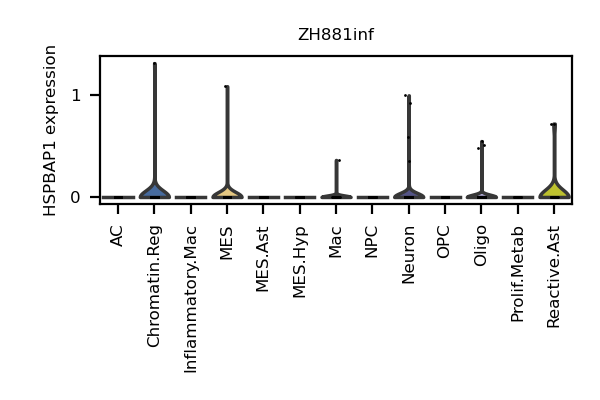 ZH881inf
HSPBAP1 expression
1
0
AC
Chromatin.Reg
Inflammatory.Mac
MES
MES.Ast
MES.Hyp
Mac
NPC
Neuron
OPC
Oligo
Prolif.Metab
Reactive.Ast